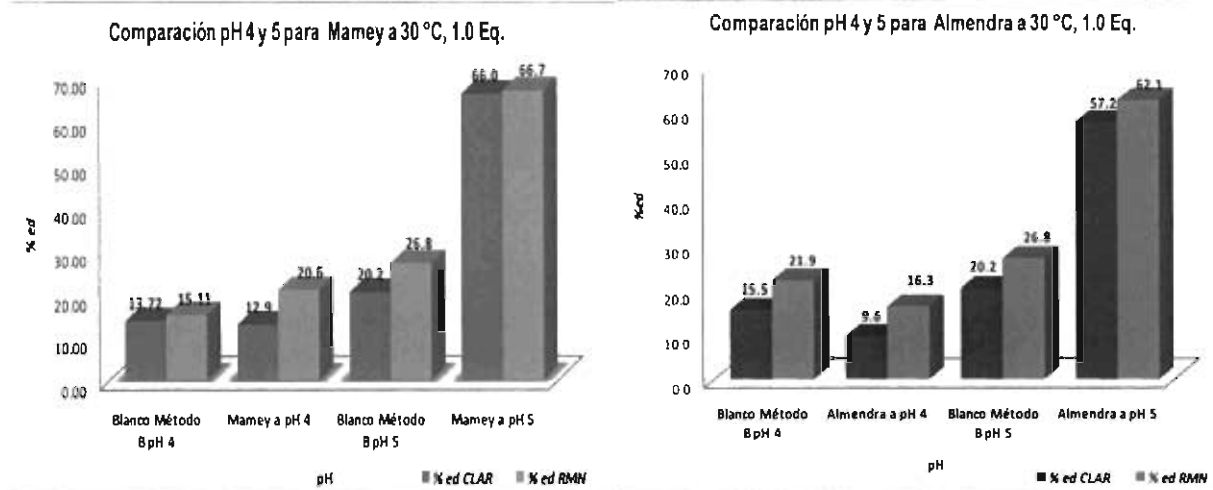 Comparación pH 4 y 5 para Mamey a 30 °C, 1.0 Eq.
% ed
70.00
60.00
50.00
40.00
30.00
20.00
10.00
0.00
13.72
15.11
12.9
20.6
20.2
26.8
66.0
66.7
Blanco Método B pH 4
Mamey a pH 4
Blanco Método B pH 5
Mamey a pH 5
pH
% ed CLAR
% ed RMN
Comparación pH 4 y 5 para Almendra a 30 °C, 1.0 Eq.
%ed
70.0
60.0
50.0
40.0
30.0
20.0
10.0
0.0
15.5
21.9
9.6
16.3
20.2
26.8
57.2
62.1
Blanco Método B pH 4
Almendra a pH 4
Blanco Método B pH 5
Almendra a pH 5
pH
% ed CLAR
% ed RMN